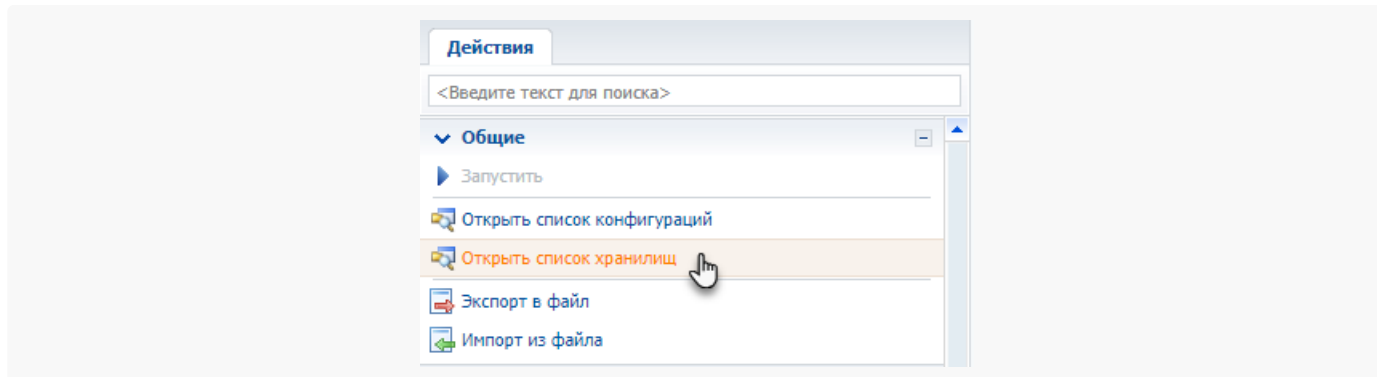 Действия
<Введите текст для поиска>
Общие
Запустить
Открыть список конфигураций
Открыть список хранилищ
Экспорт в файл
Импорт из файла